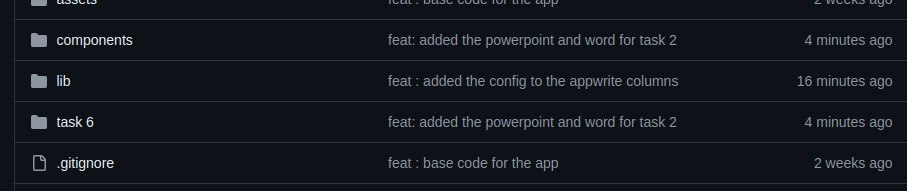 assets feat : base code for the app 2 weeks ago
components feat: added the powerpoint and word for task 2 4 minutes ago
lib feat : added the config to the appwrite columns 16 minutes ago
task 6 feat: added the powerpoint and word for task 2 4 minutes ago
.gitignore feat : base code for the app 2 weeks ago